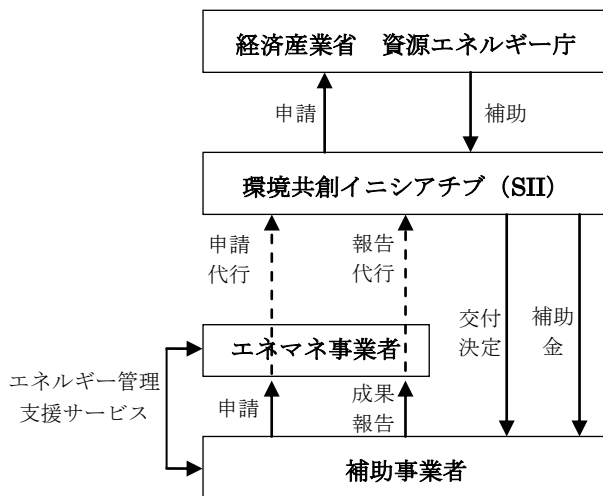 経済産業省　資源エネルギー庁
申請
補助
環境共創イニシアチブ（SII）
申請
代行
報告
代行
交付
決定
補助
金
エネマネ事業者
エネルギー管理
支援サービス
申請
成果
報告
補助事業者